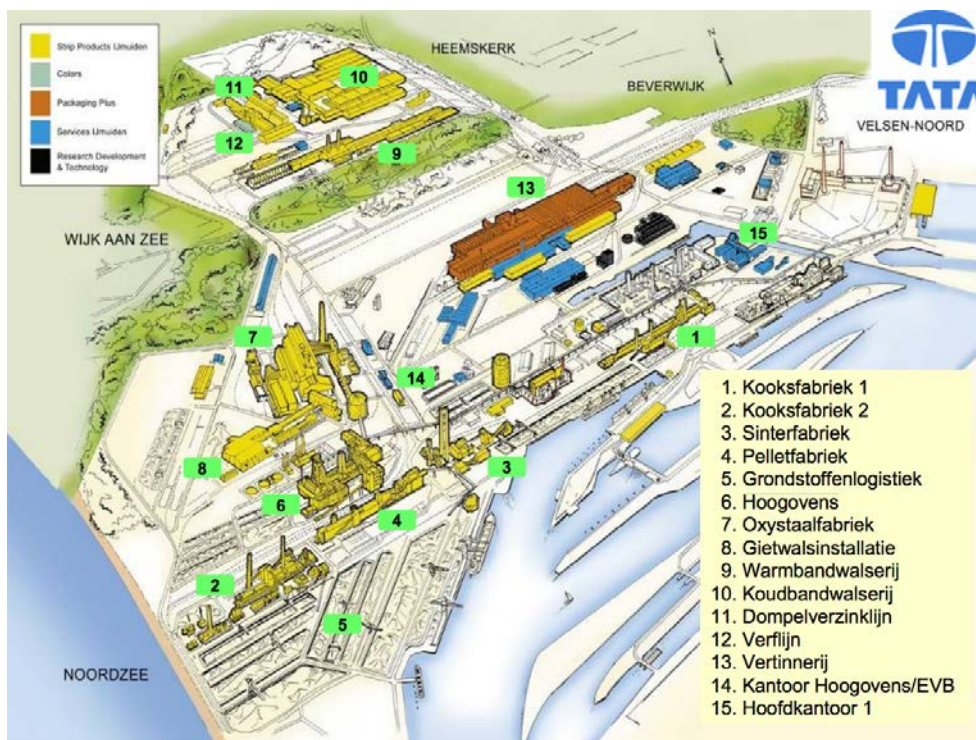 Strip Products IJmuiden
Colors
Packaging Plus
Services IJmuiden
Research Development
& Technology
HEEMSKERK
BEVERWIJK
N
TATA
VELSEN-NOORD
WIJK AAN ZEE
NOORDZEE
11
10
12
9
13
15
7
1
14
8
3
6
4
2
5
1. Kooksfabriek 1
2. Kooksfabriek 2
3. Sinterfabriek
4. Pelletfabriek
5. Grondstoffenlogistiek
6. Hoogovens
7. Oxystaalfabriek
8. Gietwalsinstallatie
9. Warmbandwalserij
10. Koudbandwalserij
11. Dompelverzinklijn
12. Verflijn
13. Vertinnerij
14. Kantoor Hoogovens/EVB
15. Hoofdkantoor 1